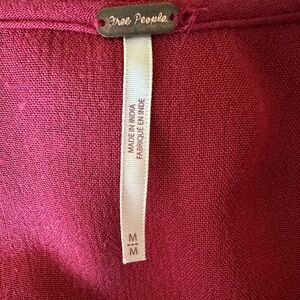 Free People
MADE IN INDIA
FABRIQUÉ EN INDE
M
M